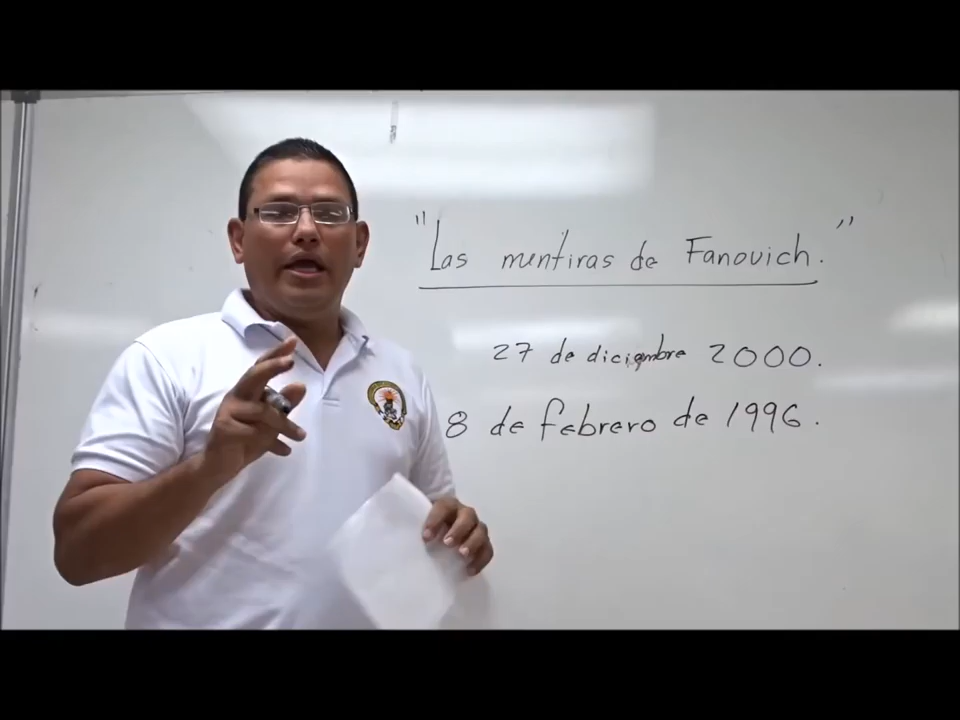 "Las mentiras de Fanovich."
27 de diciembre 2000.
8 de febrero de 1996.